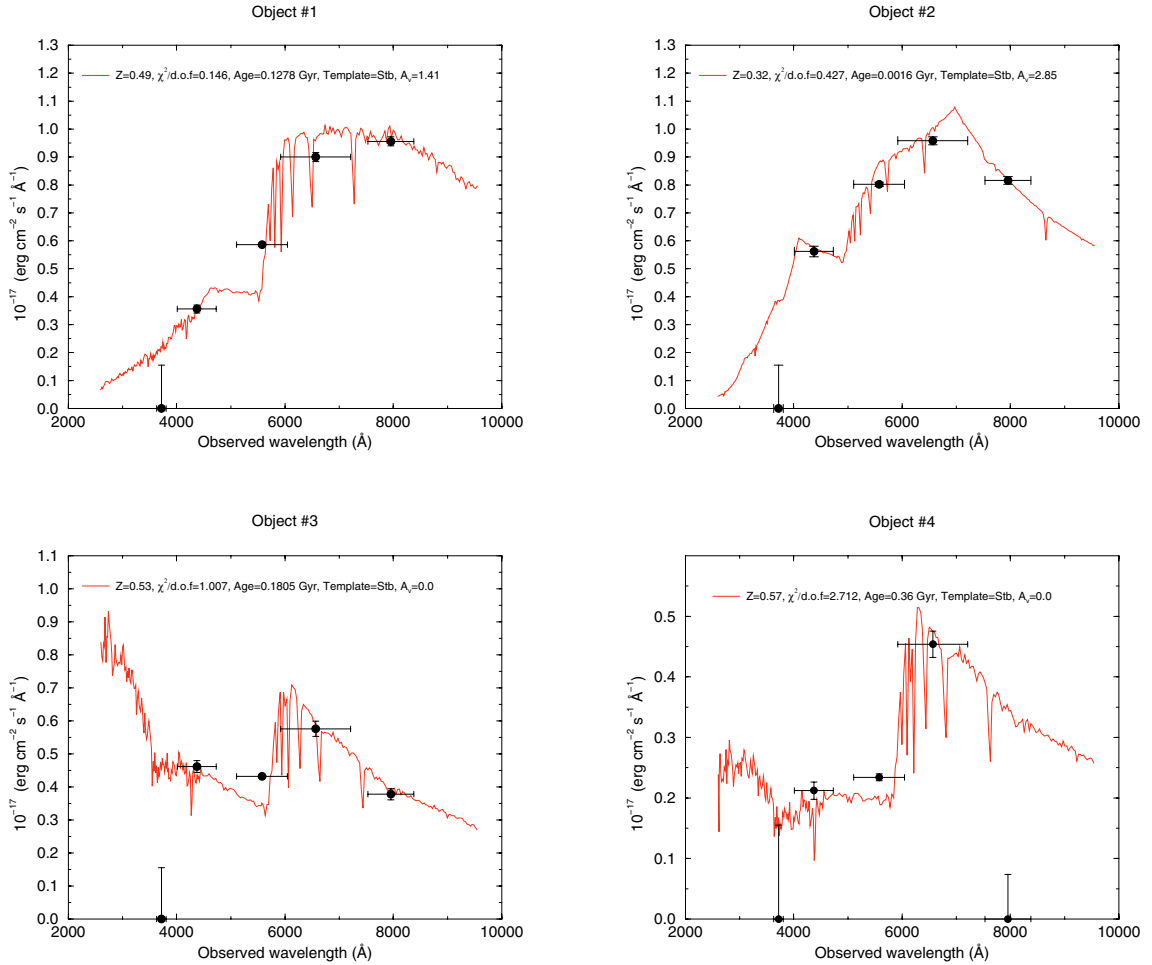 Object #1
1.3
1.2
1.1
1.0
0.9
0.8
0.7
0.6
0.5
0.4
0.3
0.2
0.1
0.0
10⁻¹⁷ (erg cm⁻² s⁻¹ Å⁻¹)
Z=0.49, χ²/d.o.f=0.146, Age=0.1278 Gyr, Template=Stb, Aᵥ=1.41
2000 4000 6000 8000 10000
Observed wavelength (Å)
Object #2
1.3
1.2
1.1
1.0
0.9
0.8
0.7
0.6
0.5
0.4
0.3
0.2
0.1
0.0
10⁻¹⁷ (erg cm⁻² s⁻¹ Å⁻¹)
Z=0.32, χ²/d.o.f=0.427, Age=0.0016 Gyr, Template=Stb, Aᵥ=2.85
2000 4000 6000 8000 10000
Observed wavelength (Å)
Object #3
1.1
1.0
0.9
0.8
0.7
0.6
0.5
0.4
0.3
0.2
0.1
0.0
10⁻¹⁷ (erg cm⁻² s⁻¹ Å⁻¹)
Z=0.53, χ²/d.o.f=1.007, Age=0.1805 Gyr, Template=Stb, Aᵥ=0.0
2000 4000 6000 8000 10000
Observed wavelength (Å)
Object #4
0.5
0.4
0.3
0.2
0.1
0.0
10⁻¹⁷ (erg cm⁻² s⁻¹ Å⁻¹)
Z=0.57, χ²/d.o.f=2.712, Age=0.36 Gyr, Template=Stb, Aᵥ=0.0
2000 4000 6000 8000 10000
Observed wavelength (Å)